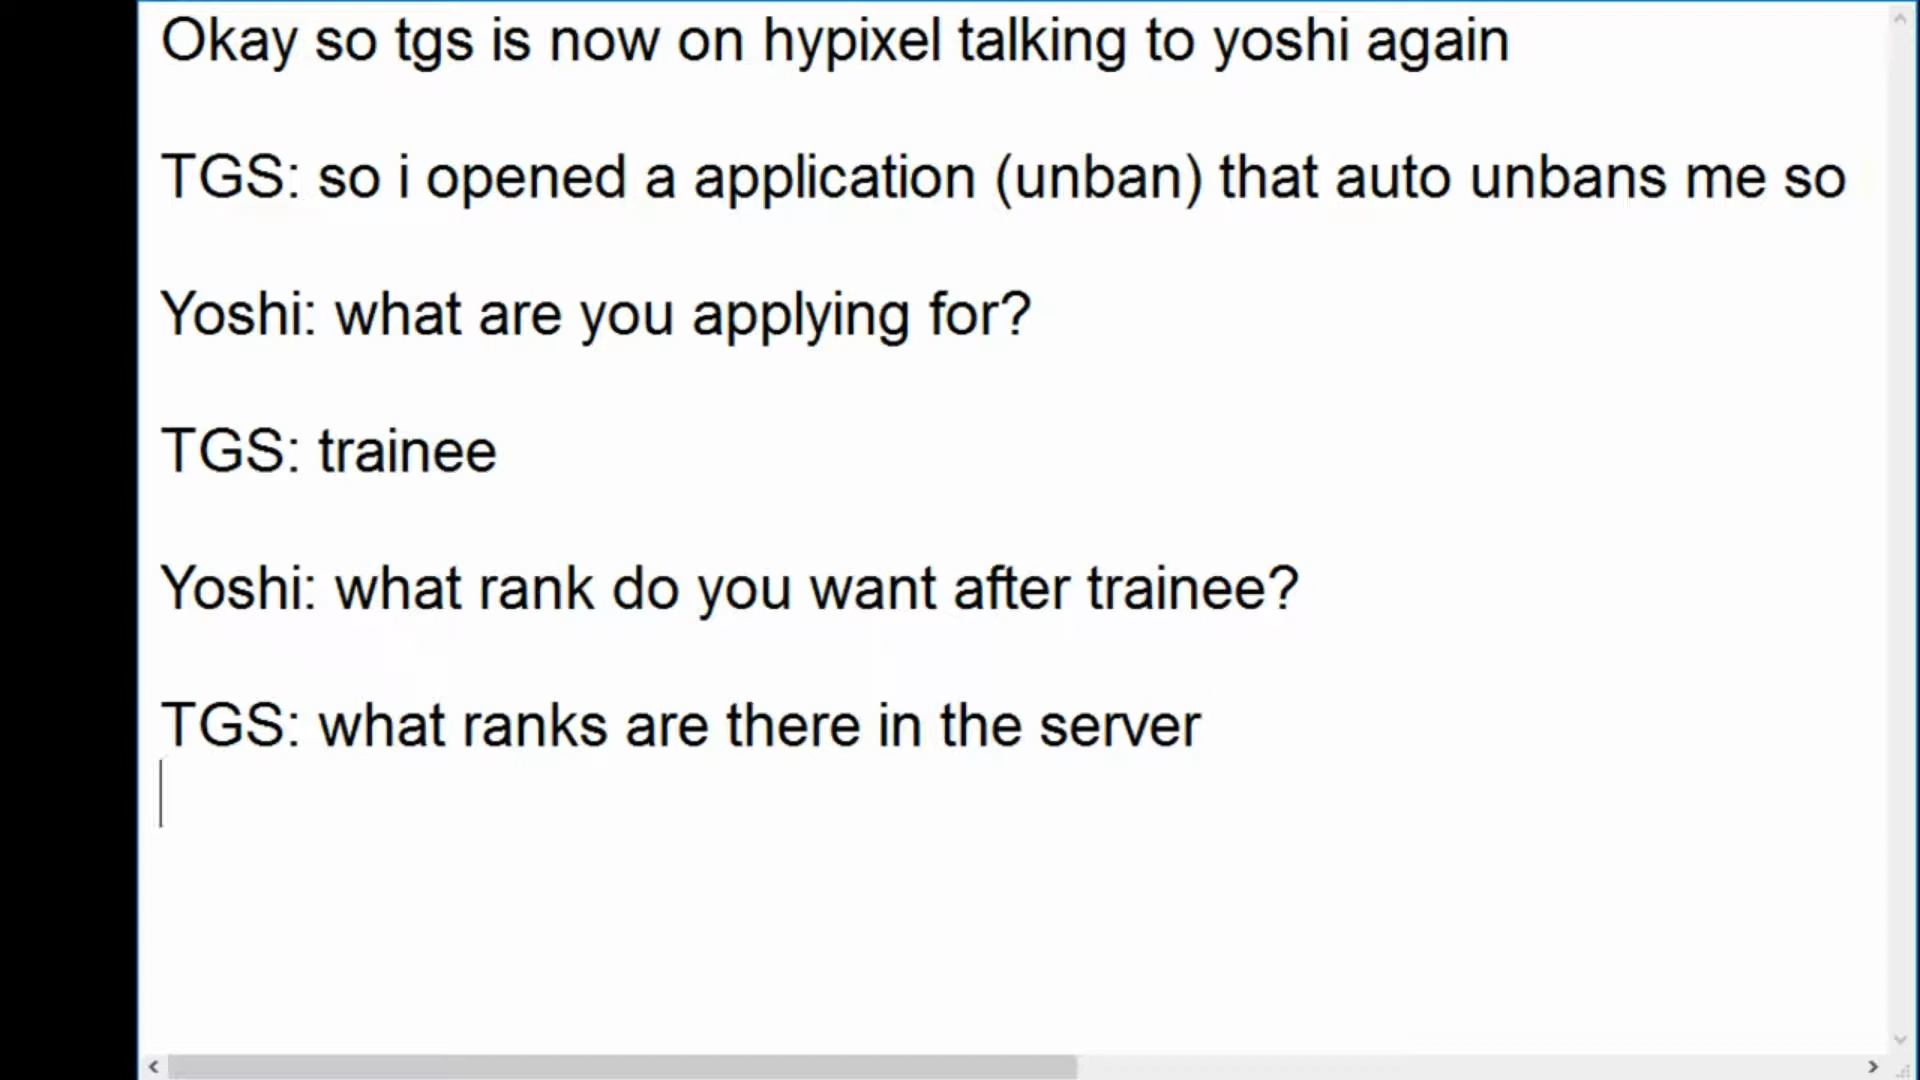 Okay so tgs is now on hypixel talking to yoshi again
TGS: so i opened a application (unban) that auto unbans me so
Yoshi: what are you applying for?
TGS: trainee
Yoshi: what rank do you want after trainee?
TGS: what ranks are there in the server